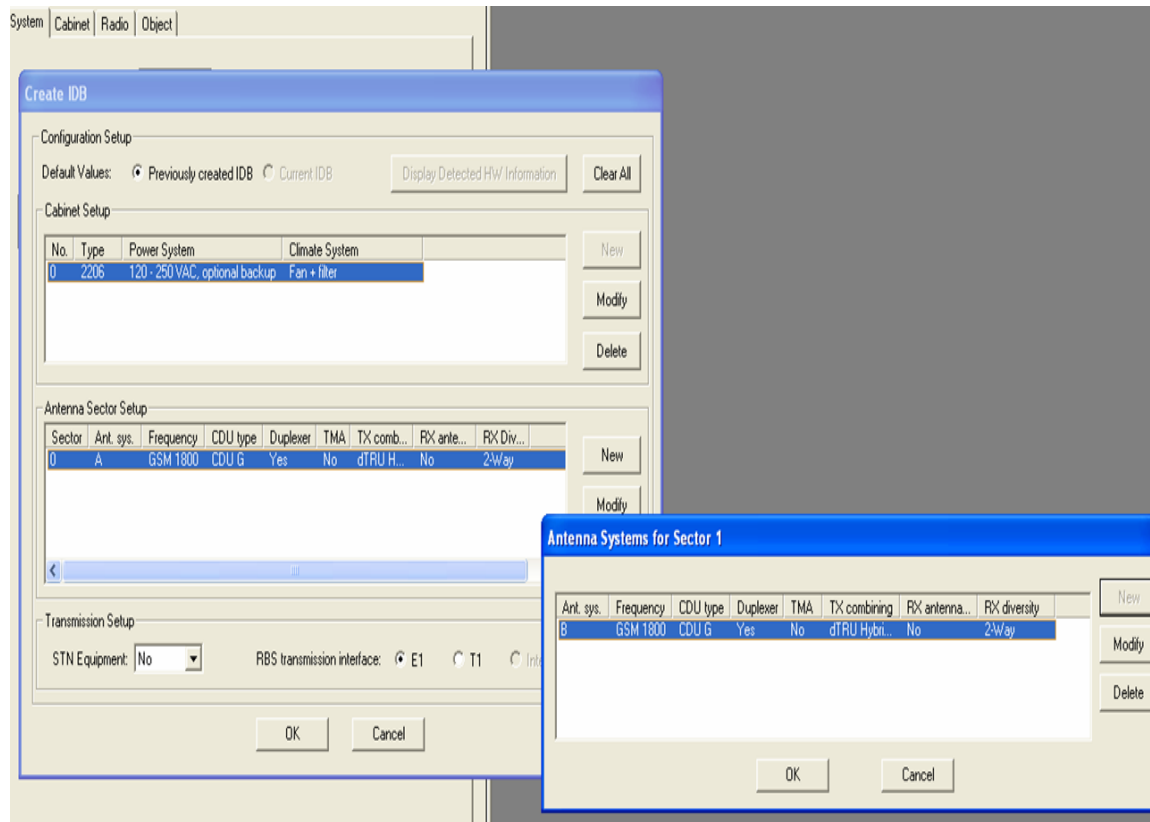 System Cabinet Radio Object
Create IDB
Configuration Setup
Default Values: Previously created IDB Current IDB Display Detected HW Information Clear All
Cabinet Setup
No. Type Power System Climate System
0 2206 120 - 250 VAC, optional backup Fan + filter
New
Modify
Delete
Antenna Sector Setup
Sector Ant. sys. Frequency CDU type Duplexer TMA TX comb... RX ante... RX Div...
0 A GSM 1800 CDU G Yes No dTRU H... No 2-Way
New
Modify
Transmission Setup
STN Equipment: No RBS transmission interface: E1 T1 Inte
OK Cancel
Antenna Systems for Sector 1
Ant. sys. Frequency CDU type Duplexer TMA TX combining RX antenna... RX diversity
B GSM 1800 CDU G Yes No dTRU Hybri... No 2-Way
New
Modify
Delete
OK Cancel